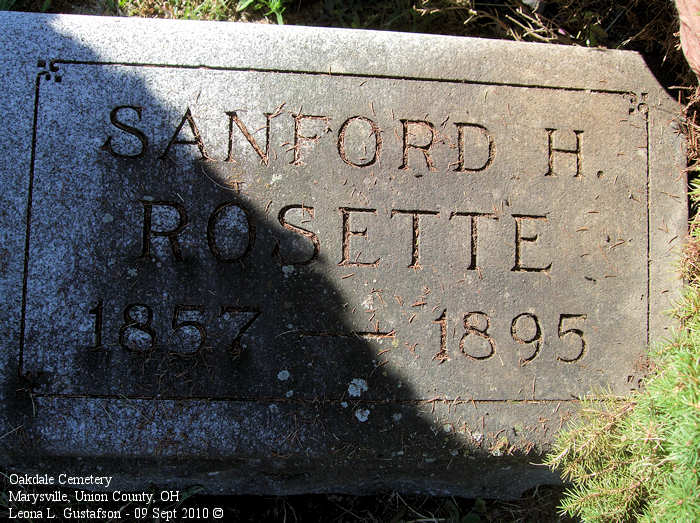 SANFORD H.
ROSETTE
1857 — 1895
Oakdale Cemetery
Marysville, Union County, OH
Leona L. Gustafson - 09 Sept 2010 ©